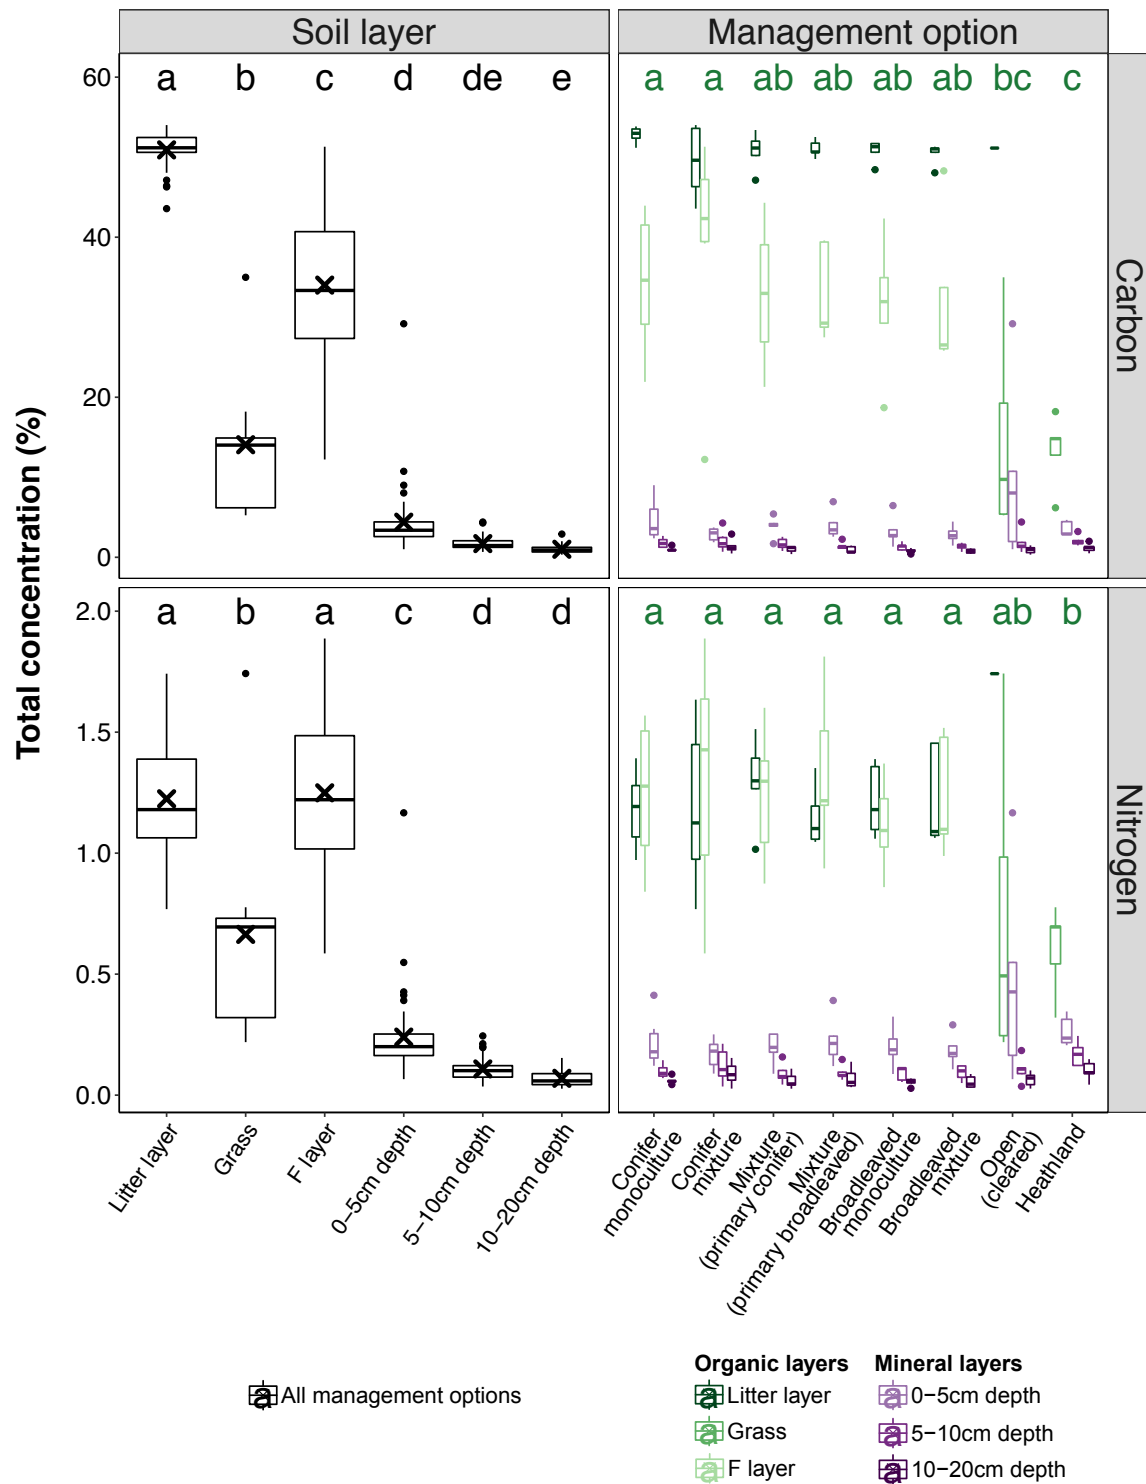 Soil layer
Management option
Total concentration (%)
60
40
20
0
a b c d de e
a a ab ab ab ab bc c
Carbon
2.0
1.5
1.0
0.5
0.0
a b a c d d
a a a a a a ab b
Nitrogen
Litter layer
Grass
F layer
0−5cm depth
5−10cm depth
10−20cm depth
Conifer
monoculture
Conifer
mixture
Mixture
(primary conifer)
Mixture
(primary broadleaved)
Broadleaved
monoculture
Broadleaved
mixture
Open
(cleared)
Heathland
a All management options
Organic layers
a Litter layer
a Grass
a F layer
Mineral layers
a 0−5cm depth
a 5−10cm depth
a 10−20cm depth